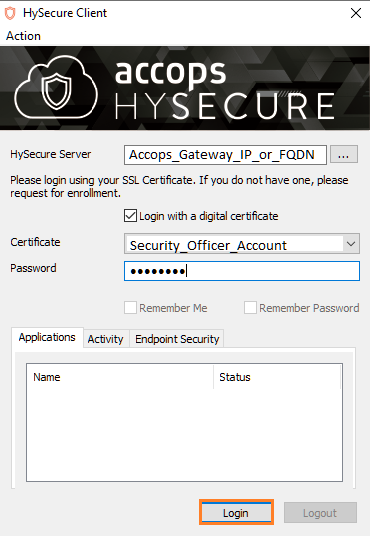 HySecure Client
Action
accops
HYSECURE
HySecure Server
Accops_Gateway_IP_or_FQDN
...
Please login using your SSL Certificate. If you do not have one, please
request for enrollment.
Login with a digital certificate
Certificate
Security_Officer_Account
Password
••••••••
Remember Me
Remember Password
Applications
Activity
Endpoint Security
Name
Status
Login
Logout